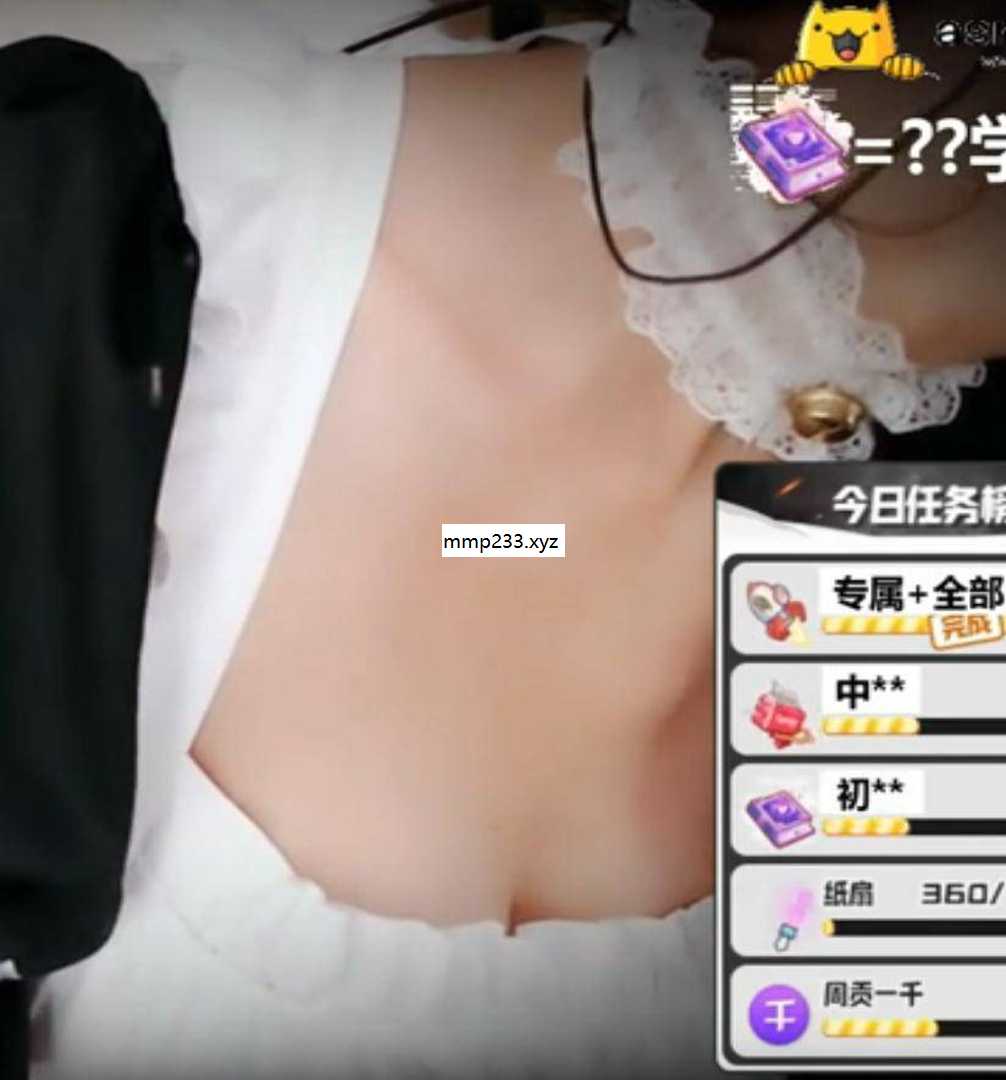 =??学
今日任务榜
专属+全部
完成
mmp233.xyz
中**
初**
纸扇 360/
周贡一千
千